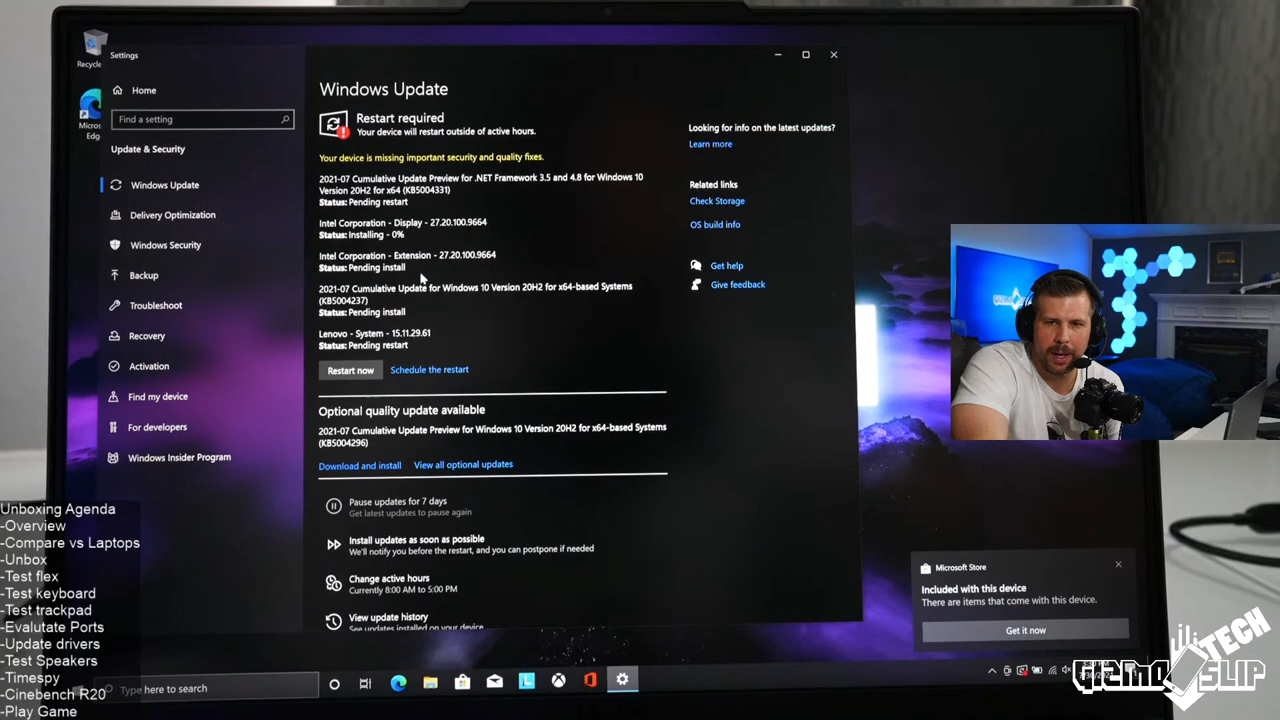 Recycle
Micros
Edg
Settings
Home
Find a setting
Update & Security
Windows Update
Delivery Optimization
Windows Security
Backup
Troubleshoot
Recovery
Activation
Find my device
For developers
Windows Insider Program
Windows Update
Restart required
Your device will restart outside of active hours.
Your device is missing important security and quality fixes.
2021-07 Cumulative Update Preview for .NET Framework 3.5 and 4.8 for Windows 10
Version 20H2 for x64 (KB5004331)
Status: Pending restart
Intel Corporation - Display - 27.20.100.9664
Status: Installing - 0%
Intel Corporation - Extension - 27.20.100.9664
Status: Pending install
2021-07 Cumulative Update for Windows 10 Version 20H2 for x64-based Systems
(KB5004237)
Status: Pending install
Lenovo - System - 15.11.29.61
Status: Pending restart
Restart now Schedule the restart
Optional quality update available
2021-07 Cumulative Update Preview for Windows 10 Version 20H2 for x64-based Systems
(KB5004296)
Download and install View all optional updates
Pause updates for 7 days
Get latest updates to pause again
Install updates as soon as possible
We'll notify you before the restart, and you can postpone if needed
Change active hours
Currently 8:00 AM to 5:00 PM
View update history
See updates installed on your device
Looking for info on the latest updates?
Learn more
Related links
Check Storage
OS build info
Get help
Give feedback
Microsoft Store
Included with this device
There are items that come with this device.
Get it now
Type here to search
Unboxing Agenda
-Overview
-Compare vs Laptops
-Unbox
-Test flex
-Test keyboard
-Test trackpad
-Evalutate Ports
-Update drivers
-Test Speakers
-Timespy
-Cinebench R20
-Play Game
GIZMO SLIP
TECH